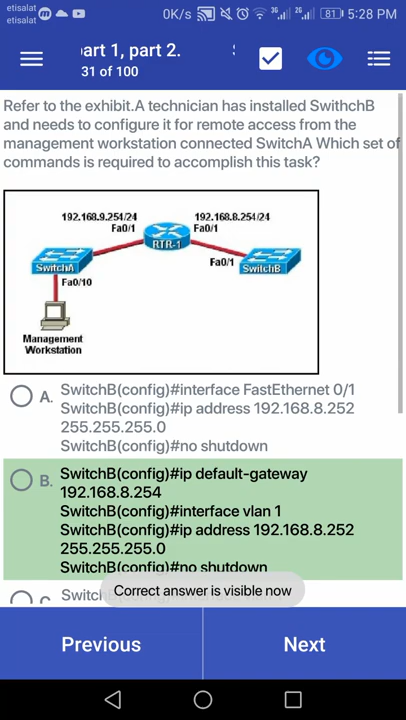 etisalat
etisalat
0K/s 3G 2G 81 5:28 PM
part 1, part 2.
31 of 100
Refer to the exhibit.A technician has installed SwithchB
and needs to configure it for remote access from the
management workstation connected SwitchA Which set of
commands is required to accomplish this task?
192.168.9.254/24 192.168.8.254/24
Fa0/1 Fa0/1
RTR-1
SwitchA Fa0/1 SwitchB
Fa0/10
Management
Workstation
A. SwitchB(config)#interface FastEthernet 0/1
SwitchB(config)#ip address 192.168.8.252
255.255.255.0
SwitchB(config)#no shutdown
B. SwitchB(config)#ip default-gateway
192.168.8.254
SwitchB(config)#interface vlan 1
SwitchB(config)#ip address 192.168.8.252
255.255.255.0
SwitchB(config)#no shutdown
Correct answer is visible now
C.
Previous Next